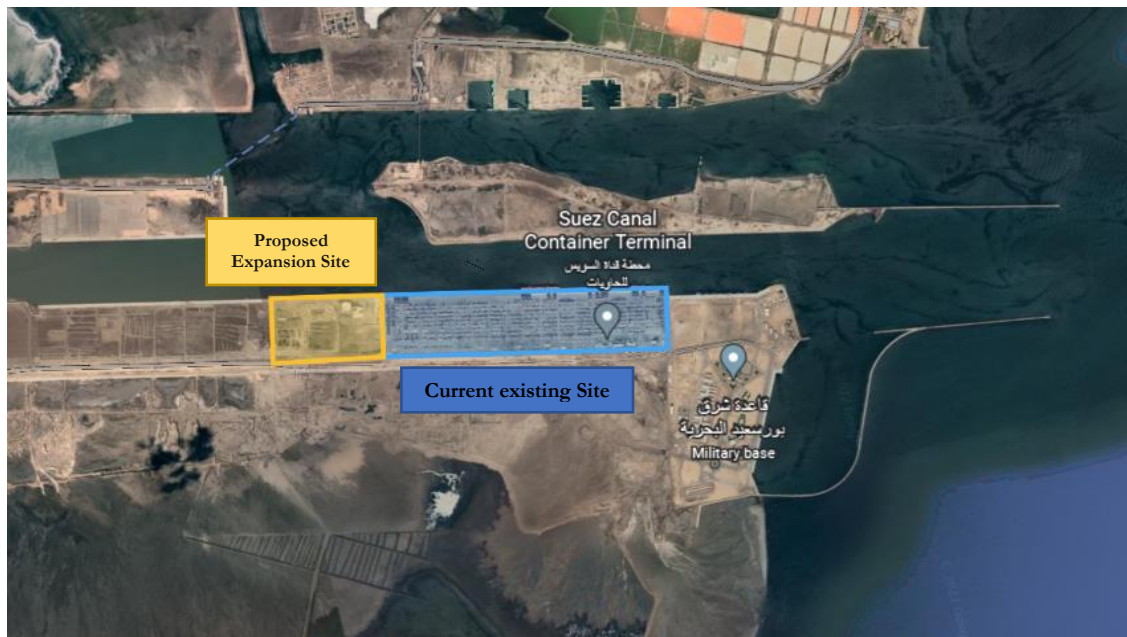 Suez Canal
Container Terminal
محطة قناة السويس
للحاويات
Proposed
Expansion Site
Current existing Site
قاعدة شرق
بورسعيد البحرية
Military base